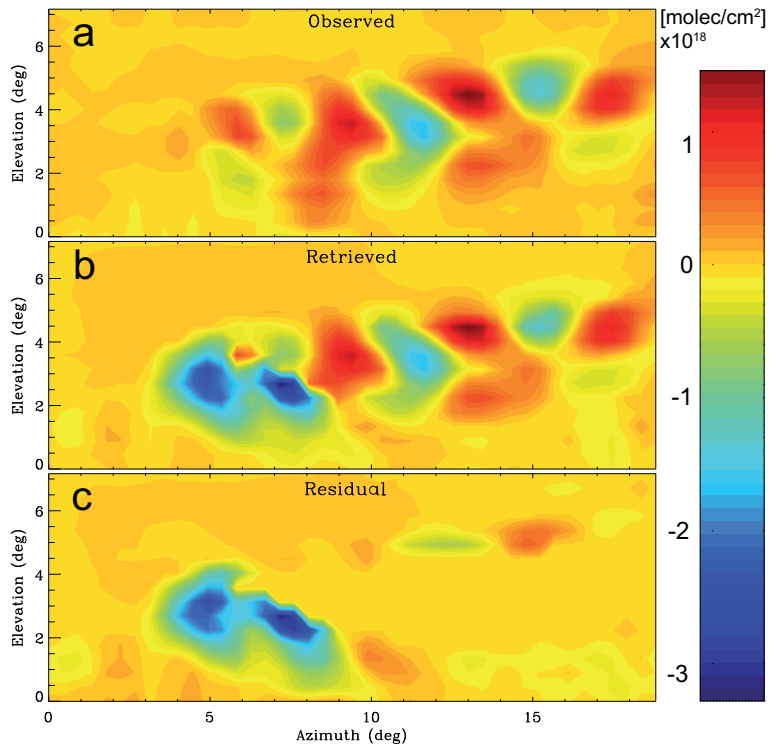 a
Observed
[molec/cm²]
x10¹⁸
Elevation (deg)
6
4
2
0
b
Retrieved
Elevation (deg)
6
4
2
0
c
Residual
Elevation (deg)
6
4
2
0
0 5 10 15
Azimuth (deg)
1
0
-1
-2
-3